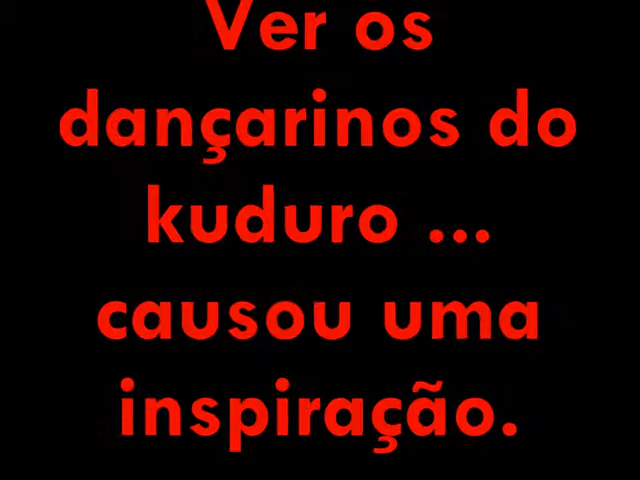 Ver os
dançarinos do
kuduro ...
causou uma
inspiração.